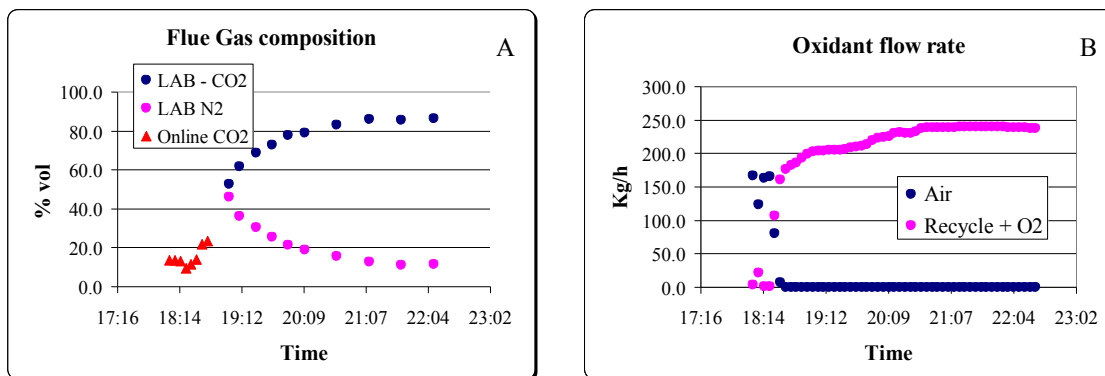 Flue Gas composition
A
LAB - CO2
LAB N2
Online CO2
100.0
80.0
60.0
40.0
20.0
0.0
% vol
17:16 18:14 19:12 20:09 21:07 22:04 23:02
Time
Oxidant flow rate
B
300.0
250.0
200.0
150.0
100.0
50.0
0.0
Kg/h
Air
Recycle + O2
17:16 18:14 19:12 20:09 21:07 22:04 23:02
Time